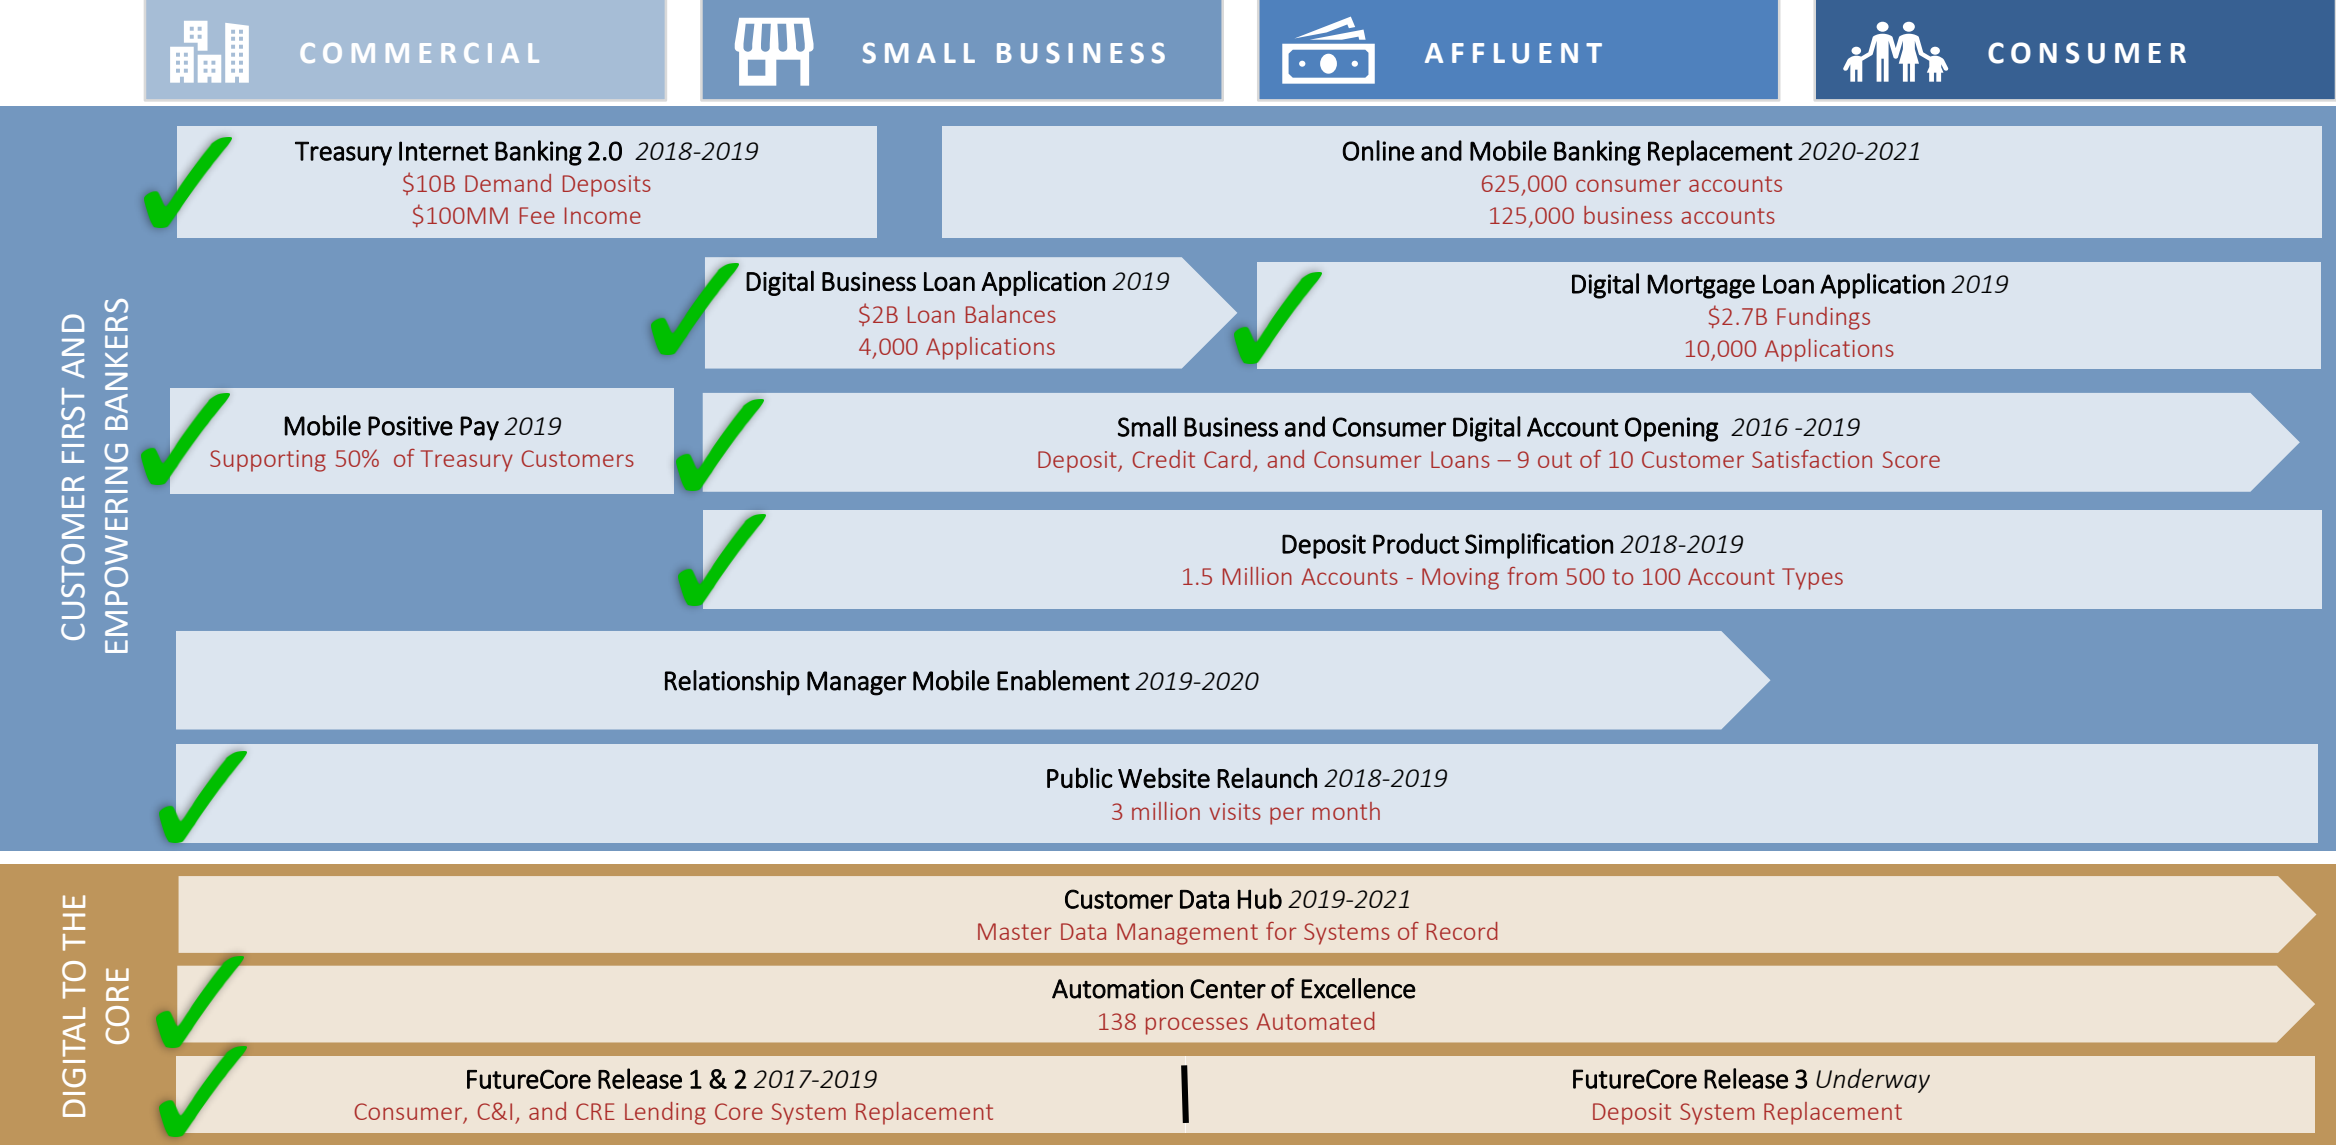 COMMERCIAL
SMALL BUSINESS
AFFLUENT
CONSUMER
CUSTOMER FIRST AND
EMPOWERING BANKERS
Treasury Internet Banking 2.0 2018-2019
$10B Demand Deposits
$100MM Fee Income
Online and Mobile Banking Replacement 2020-2021
625,000 consumer accounts
125,000 business accounts
Digital Business Loan Application 2019
$2B Loan Balances
4,000 Applications
Digital Mortgage Loan Application 2019
$2.7B Fundings
10,000 Applications
Mobile Positive Pay 2019
Supporting 50% of Treasury Customers
Small Business and Consumer Digital Account Opening 2016 -2019
Deposit, Credit Card, and Consumer Loans – 9 out of 10 Customer Satisfaction Score
Deposit Product Simplification 2018-2019
1.5 Million Accounts - Moving from 500 to 100 Account Types
Relationship Manager Mobile Enablement 2019-2020
Public Website Relaunch 2018-2019
3 million visits per month
DIGITAL TO THE
CORE
Customer Data Hub 2019-2021
Master Data Management for Systems of Record
Automation Center of Excellence
138 processes Automated
FutureCore Release 1 & 2 2017-2019
Consumer, C&I, and CRE Lending Core System Replacement
FutureCore Release 3 Underway
Deposit System Replacement